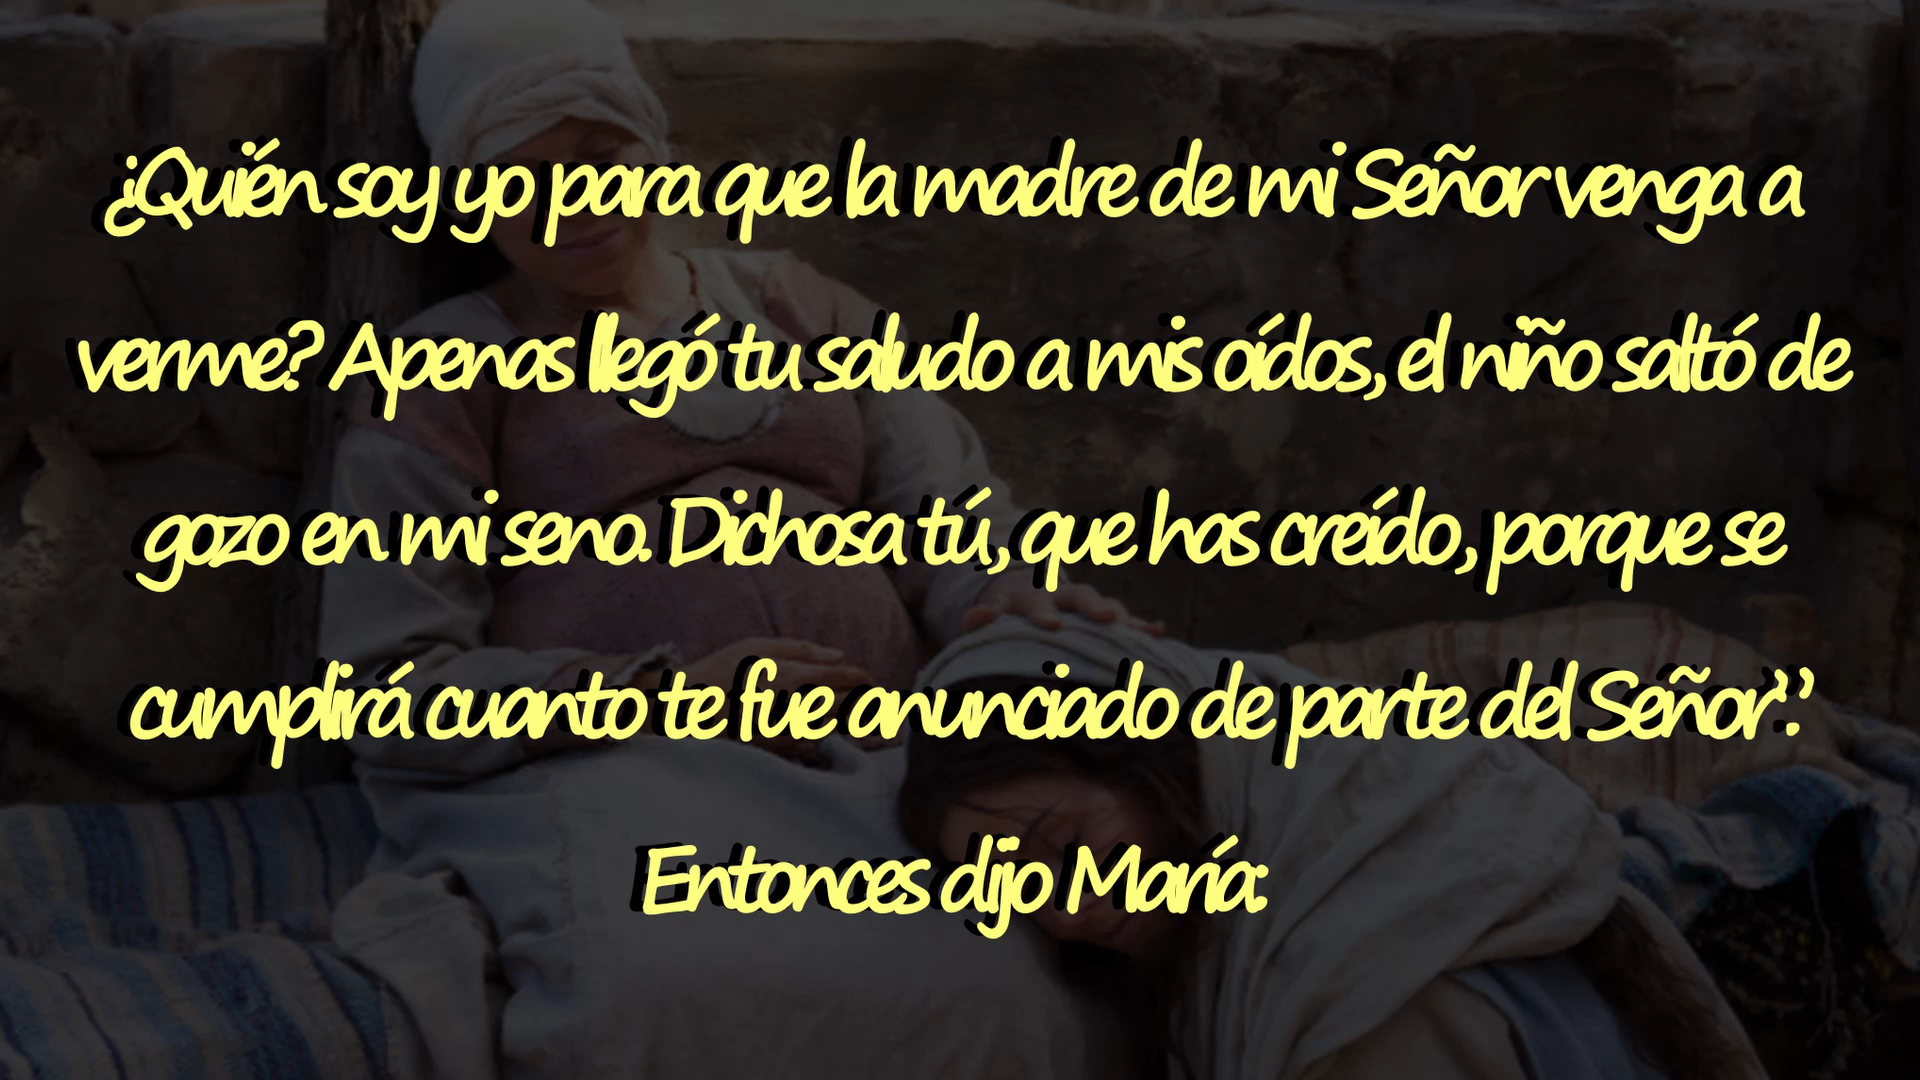 ¿Quién soy yo para que la madre de mi Señor venga a
verme? Apenas llegó tu saludo a mis oídos, el niño saltó de
gozo en mi seno. Dichosa tú, que has creído, porque se
cumplirá cuanto te fue anunciado de parte del Señor”.
Entonces dijo María: